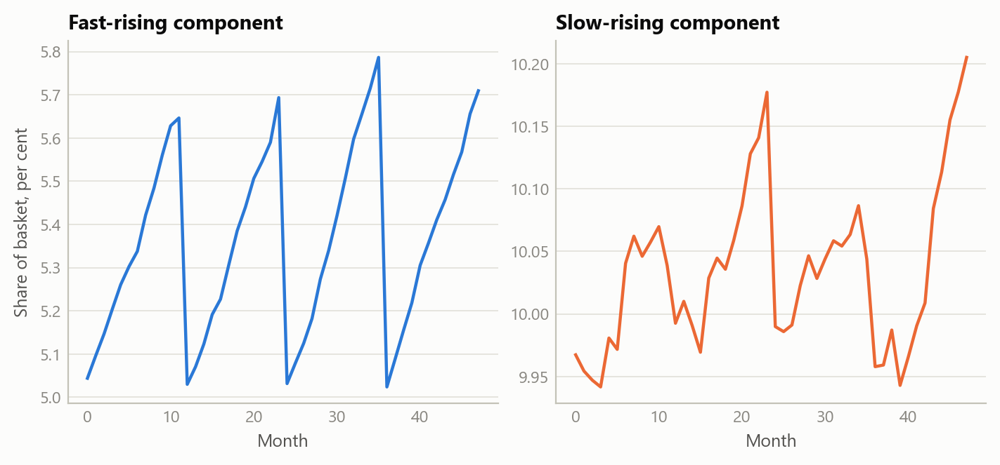 Fast-rising component
Slow-rising component
Share of basket, per cent
5.8
5.7
5.6
5.5
5.4
5.3
5.2
5.1
5.0
0 10 20 30 40
Month
10.20
10.15
10.10
10.05
10.00
9.95
0 10 20 30 40
Month